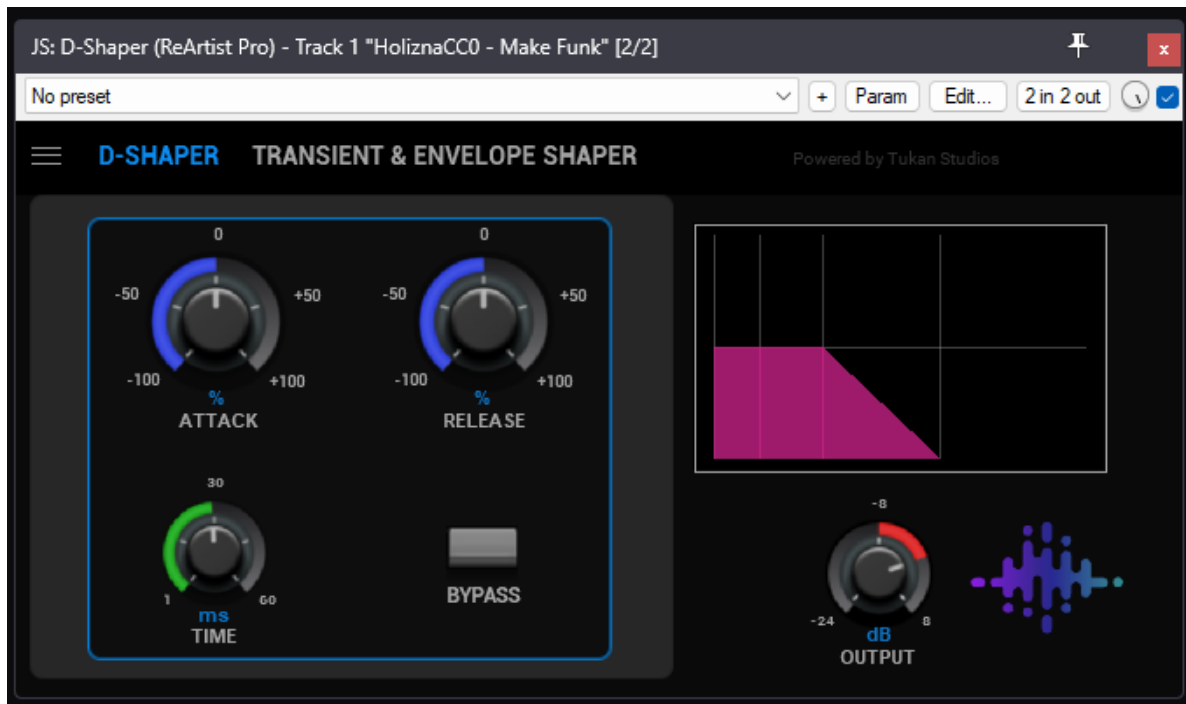 JS: D-Shaper (ReArtist Pro) - Track 1 "HoliznaCC0 - Make Funk" [2/2]
x
No preset
+
Param
Edit...
2 in 2 out
D-SHAPER TRANSIENT & ENVELOPE SHAPER
Powered by Tukan Studios
0
-50
+50
-100
+100
%
ATTACK
0
-50
+50
-100
+100
%
RELEASE
30
1
60
ms
TIME
BYPASS
-8
-24
8
dB
OUTPUT